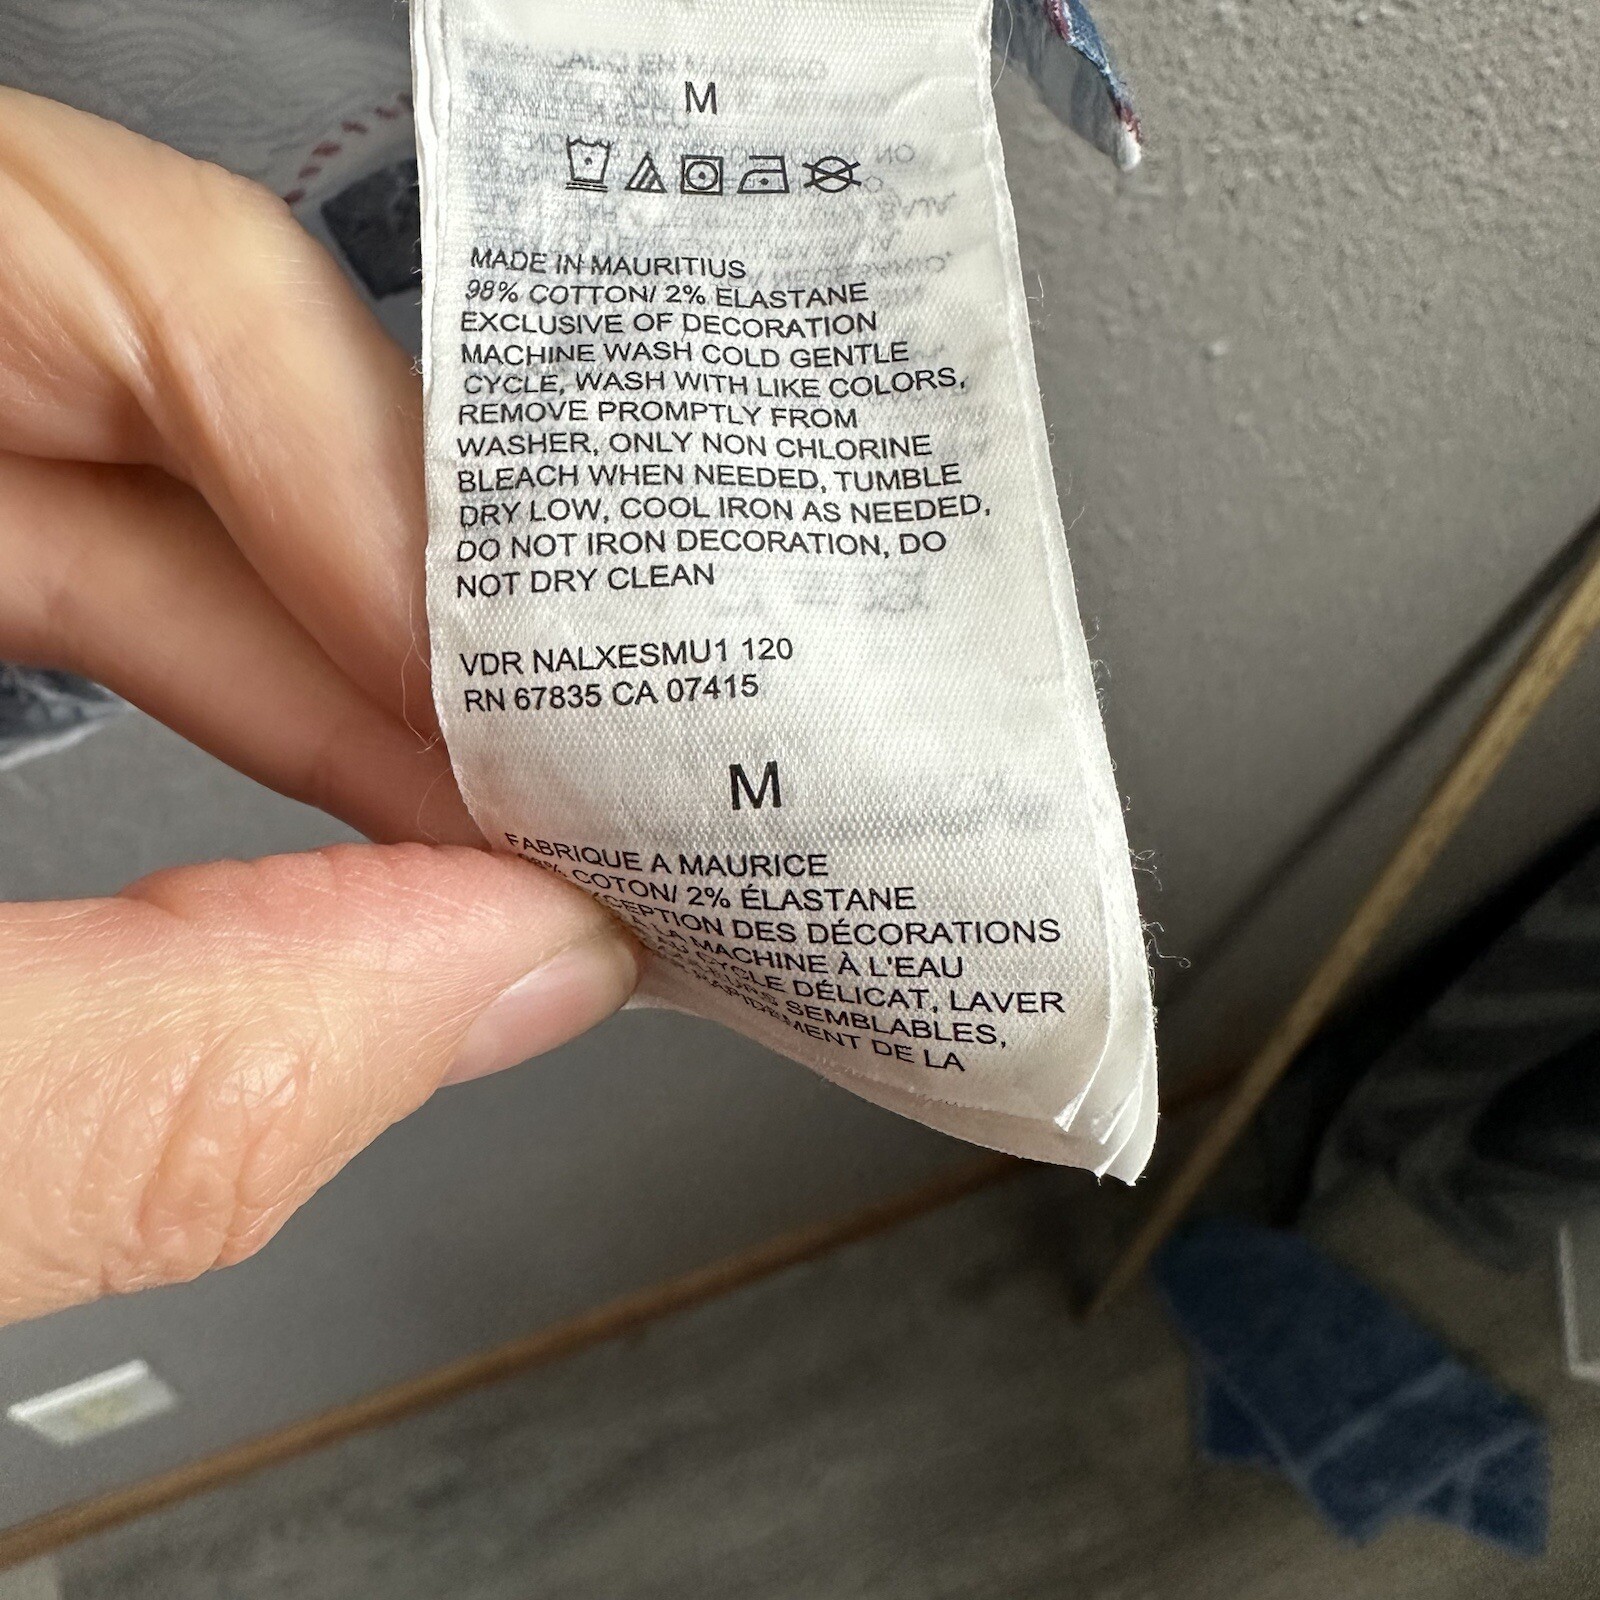 M
MADE IN MAURITIUS
98% COTTON/ 2% ELASTANE
EXCLUSIVE OF DECORATION
MACHINE WASH COLD GENTLE
CYCLE, WASH WITH LIKE COLORS,
REMOVE PROMPTLY FROM
WASHER, ONLY NON CHLORINE
BLEACH WHEN NEEDED, TUMBLE
DRY LOW, COOL IRON AS NEEDED,
DO NOT IRON DECORATION, DO
NOT DRY CLEAN
VDR NALXESMU1 120
RN 67835 CA 07415
M
FABRIQUE A MAURICE
98% COTON/ 2% ÉLASTANE
DES DÉCORATIONS
LA MACHINE À L'EAU
CYCLE DÉLICAT, LAVER
SEMBLABLES,
RAPIDEMENT DE LA